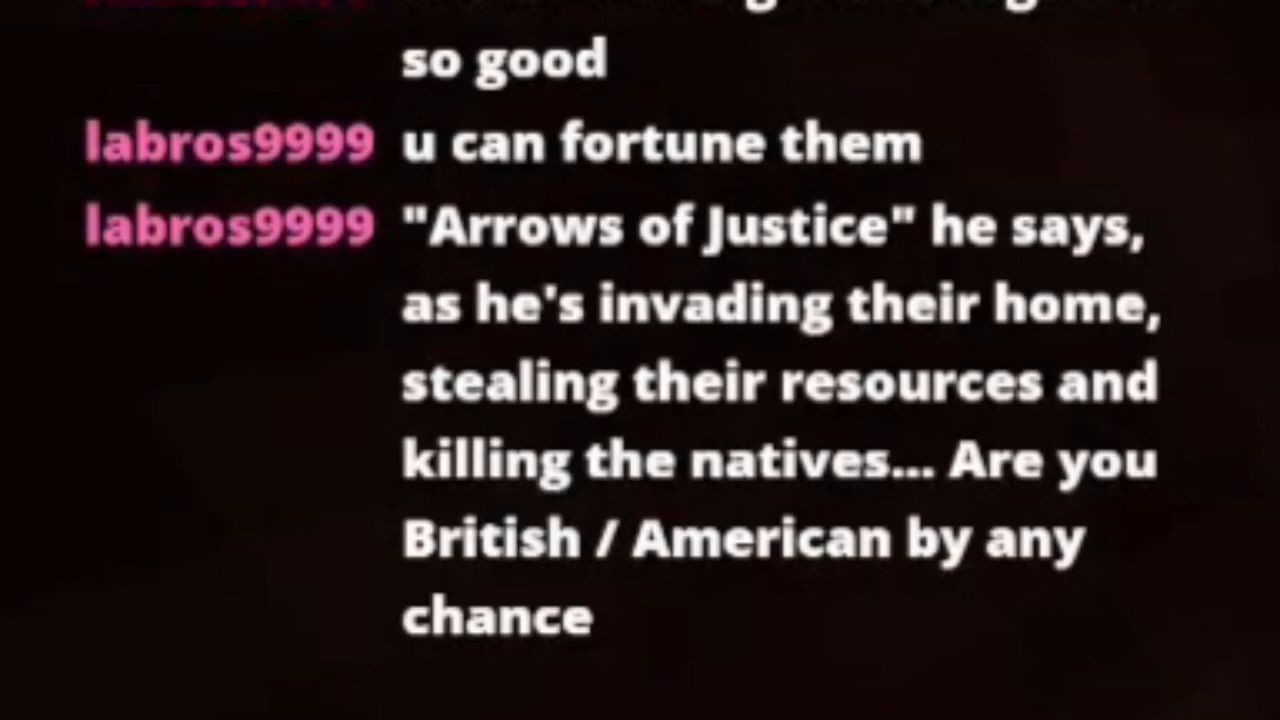 so good
labros9999 u can fortune them
labros9999 "Arrows of Justice" he says,
as he's invading their home,
stealing their resources and
killing the natives... Are you
British / American by any
chance